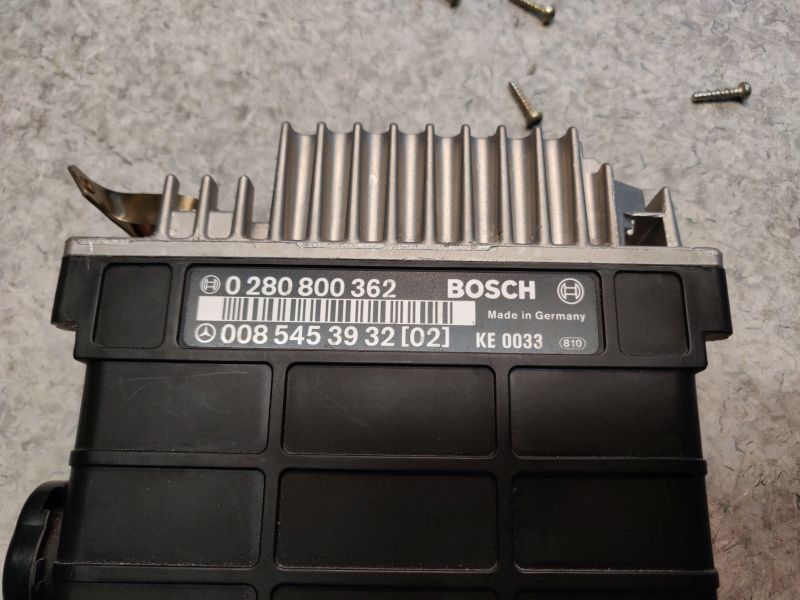 0 280 800 362 BOSCH
Made in Germany
008 545 39 32 [02] KE 0033 810